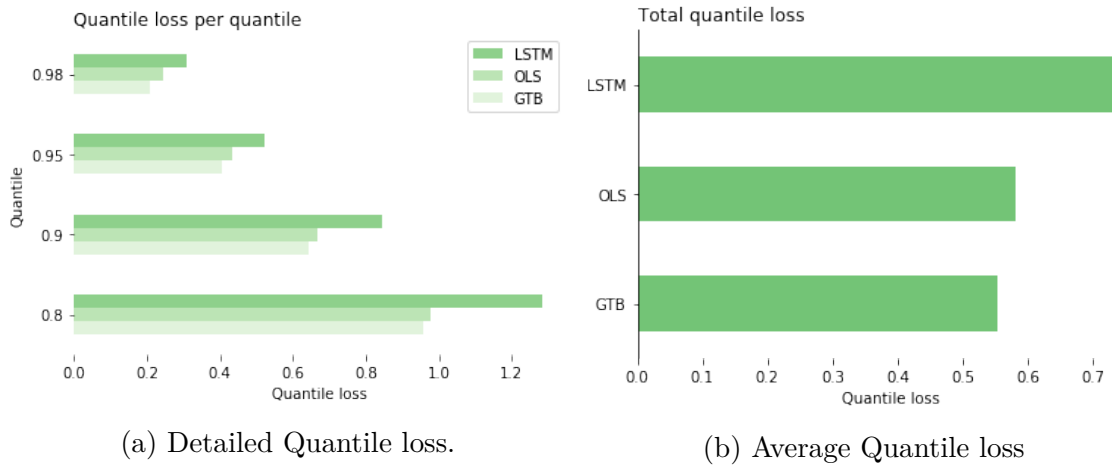 Quantile loss per quantile
LSTM
OLS
GTB
0.98
0.95
0.9
0.8
Quantile
0.0 0.2 0.4 0.6 0.8 1.0 1.2
Quantile loss
(a) Detailed Quantile loss.
Total quantile loss
LSTM
OLS
GTB
0.0 0.1 0.2 0.3 0.4 0.5 0.6 0.7
Quantile loss
(b) Average Quantile loss